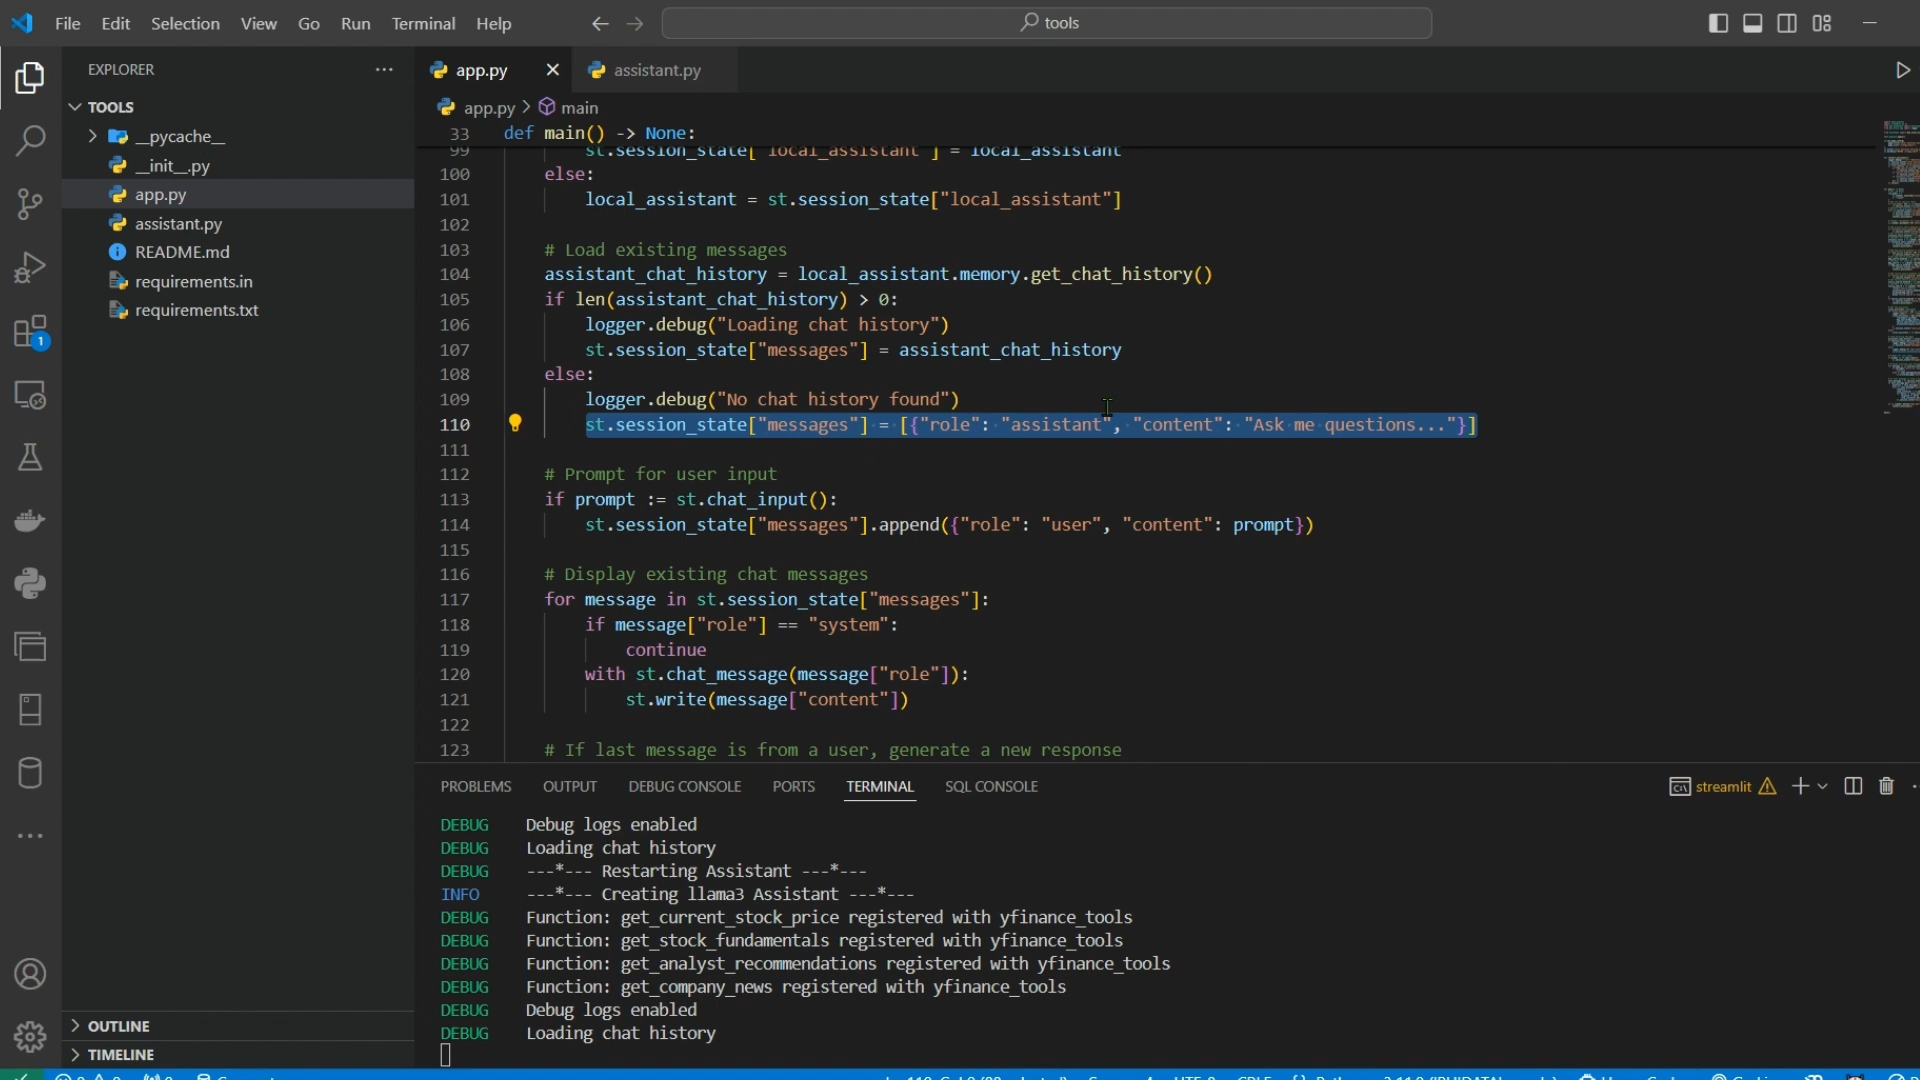 File Edit Selection View Go Run Terminal Help
tools
EXPLORER
TOOLS
__pycache__
__init__.py
app.py
assistant.py
README.md
requirements.in
requirements.txt
1
OUTLINE
TIMELINE
app.py
assistant.py
app.py > main
33 def main() -> None:
99 st.session_state["local_assistant"] = local_assistant
100 else:
101 local_assistant = st.session_state["local_assistant"]
102
103 # Load existing messages
104 assistant_chat_history = local_assistant.memory.get_chat_history()
105 if len(assistant_chat_history) > 0:
106 logger.debug("Loading chat history")
107 st.session_state["messages"] = assistant_chat_history
108 else:
109 logger.debug("No chat history found")
110 st.session_state["messages"] = [{"role": "assistant", "content": "Ask me questions..."}]
111
112 # Prompt for user input
113 if prompt := st.chat_input():
114 st.session_state["messages"].append({"role": "user", "content": prompt})
115
116 # Display existing chat messages
117 for message in st.session_state["messages"]:
118 if message["role"] == "system":
119 continue
120 with st.chat_message(message["role"]):
121 st.write(message["content"])
122
123 # If last message is from a user, generate a new response
PROBLEMS OUTPUT DEBUG CONSOLE PORTS TERMINAL SQL CONSOLE
streamlit
DEBUG Debug logs enabled
DEBUG Loading chat history
DEBUG ---*--- Restarting Assistant ---*---
INFO ---*--- Creating llama3 Assistant ---*---
DEBUG Function: get_current_stock_price registered with yfinance_tools
DEBUG Function: get_stock_fundamentals registered with yfinance_tools
DEBUG Function: get_analyst_recommendations registered with yfinance_tools
DEBUG Function: get_company_news registered with yfinance_tools
DEBUG Debug logs enabled
DEBUG Loading chat history